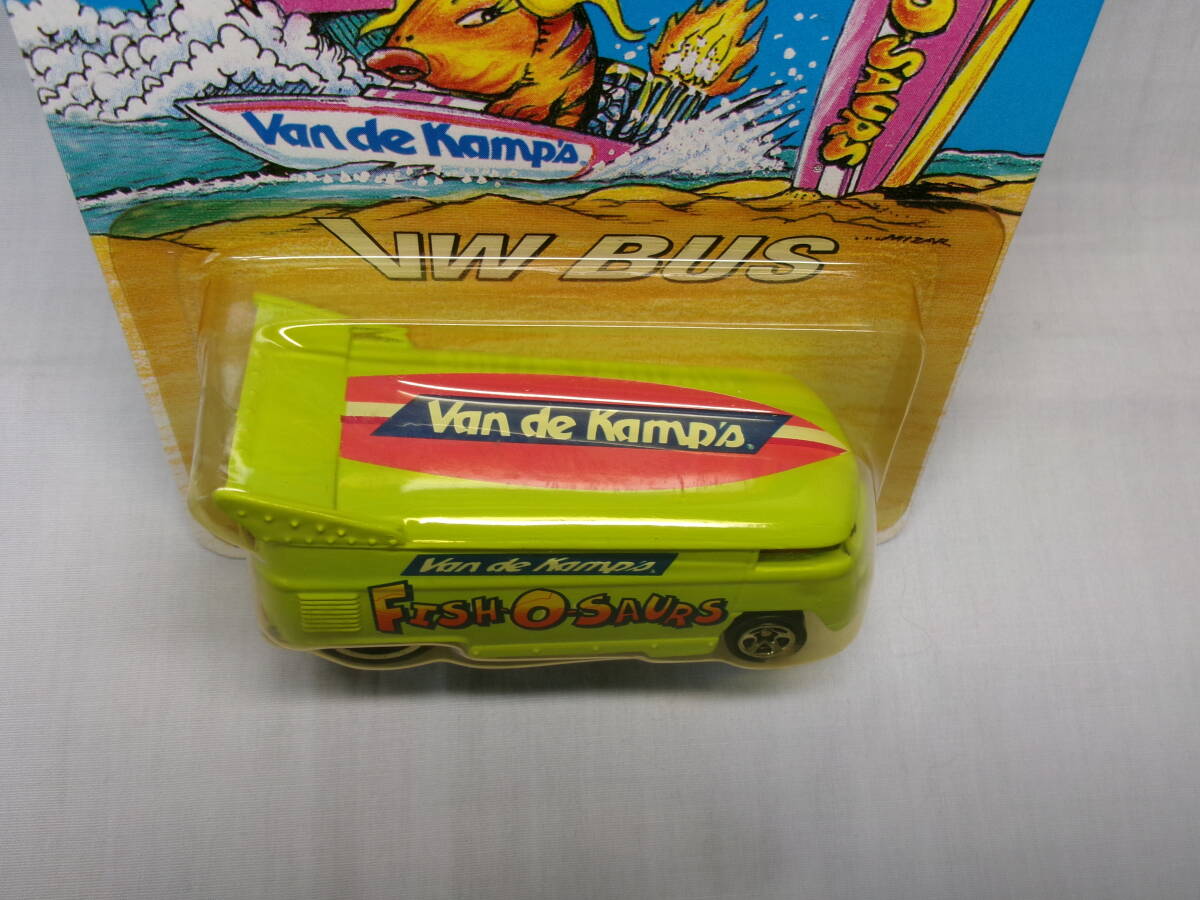 Van de Kamp's
O-SAURS
MIZAR
VW BUS
Van de Kamp's®
Van de Kamp's®
FISH-O-SAURS